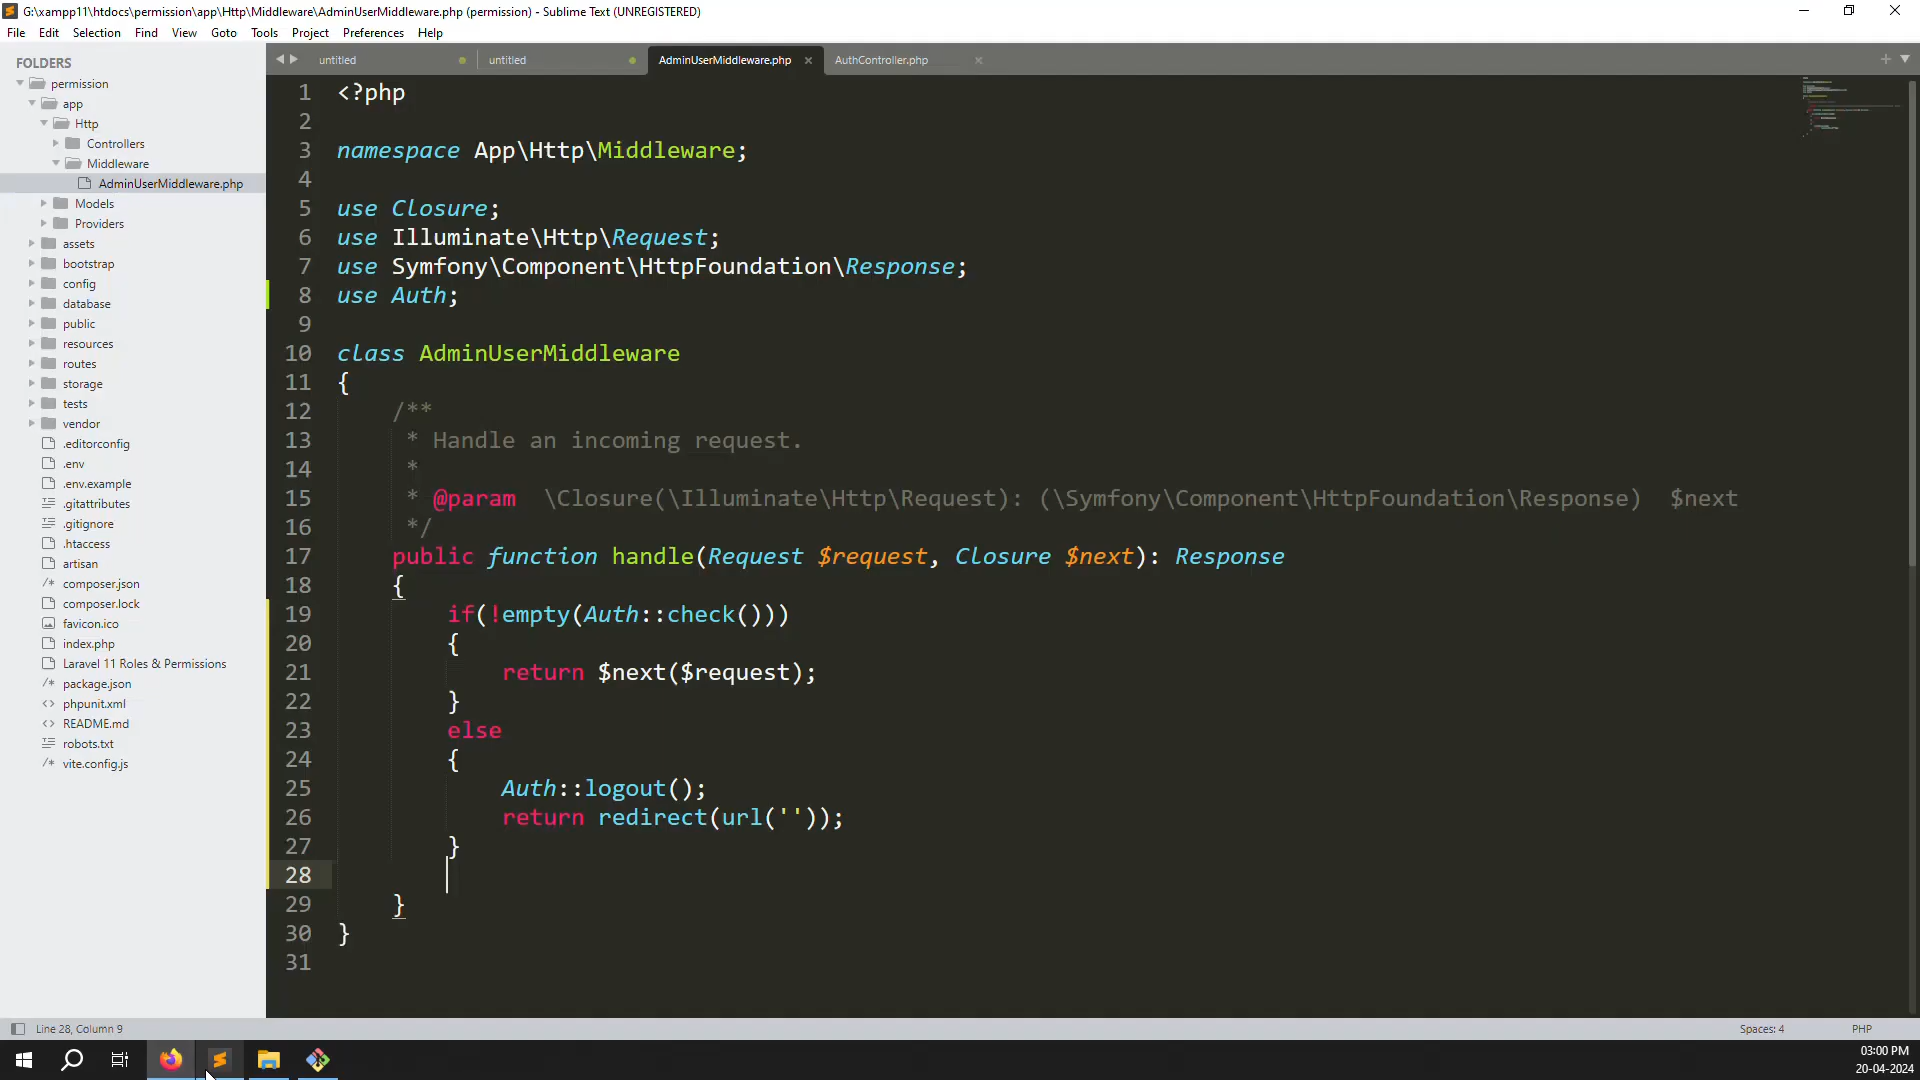 G:\xampp11\htdocs\permission\app\Http\Middleware\AdminUserMiddleware.php (permission) - Sublime Text (UNREGISTERED)
File Edit Selection Find View Goto Tools Project Preferences Help
FOLDERS
permission
app
Http
Controllers
Middleware
AdminUserMiddleware.php
Models
Providers
assets
bootstrap
config
database
public
resources
routes
storage
tests
vendor
.editorconfig
.env
.env.example
.gitattributes
.gitignore
.htaccess
artisan
composer.json
composer.lock
favicon.ico
index.php
Laravel 11 Roles & Permissions
package.json
phpunit.xml
README.md
robots.txt
vite.config.js
untitled untitled AdminUserMiddleware.php AuthController.php
1 <?php
2
3 namespace App\Http\Middleware;
4
5 use Closure;
6 use Illuminate\Http\Request;
7 use Symfony\Component\HttpFoundation\Response;
8 use Auth;
9
10 class AdminUserMiddleware
11 {
12 /**
13 * Handle an incoming request.
14 *
15 * @param  \Closure(\Illuminate\Http\Request): (\Symfony\Component\HttpFoundation\Response)  $next
16 */
17 public function handle(Request $request, Closure $next): Response
18 {
19 if(!empty(Auth::check()))
20 {
21 return $next($request);
22 }
23 else
24 {
25 Auth::logout();
26 return redirect(url(''));
27 }
28
29 }
30 }
31
Line 28, Column 9 Spaces: 4 PHP
03:00 PM
20-04-2024